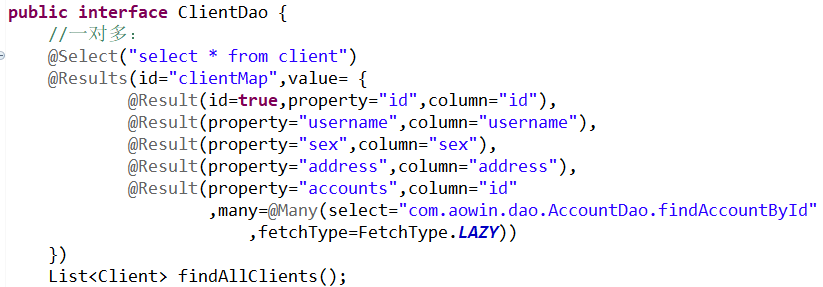 public interface ClientDao {
//一对多：
@Select("select * from client")
@Results(id="clientMap",value= {
@Result(id=true,property="id",column="id"),
@Result(property="username",column="username"),
@Result(property="sex",column="sex"),
@Result(property="address",column="address"),
@Result(property="accounts",column="id"
,many=@Many(select="com.aowin.dao.AccountDao.findAccountById"
,fetchType=FetchType.LAZY))
})
List<Client> findAllClients();